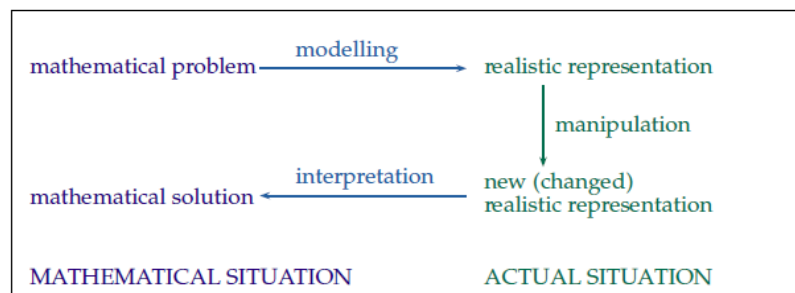 modelling
mathematical problem realistic representation
manipulation
interpretation new (changed)
mathematical solution realistic representation
MATHEMATICAL SITUATION ACTUAL SITUATION